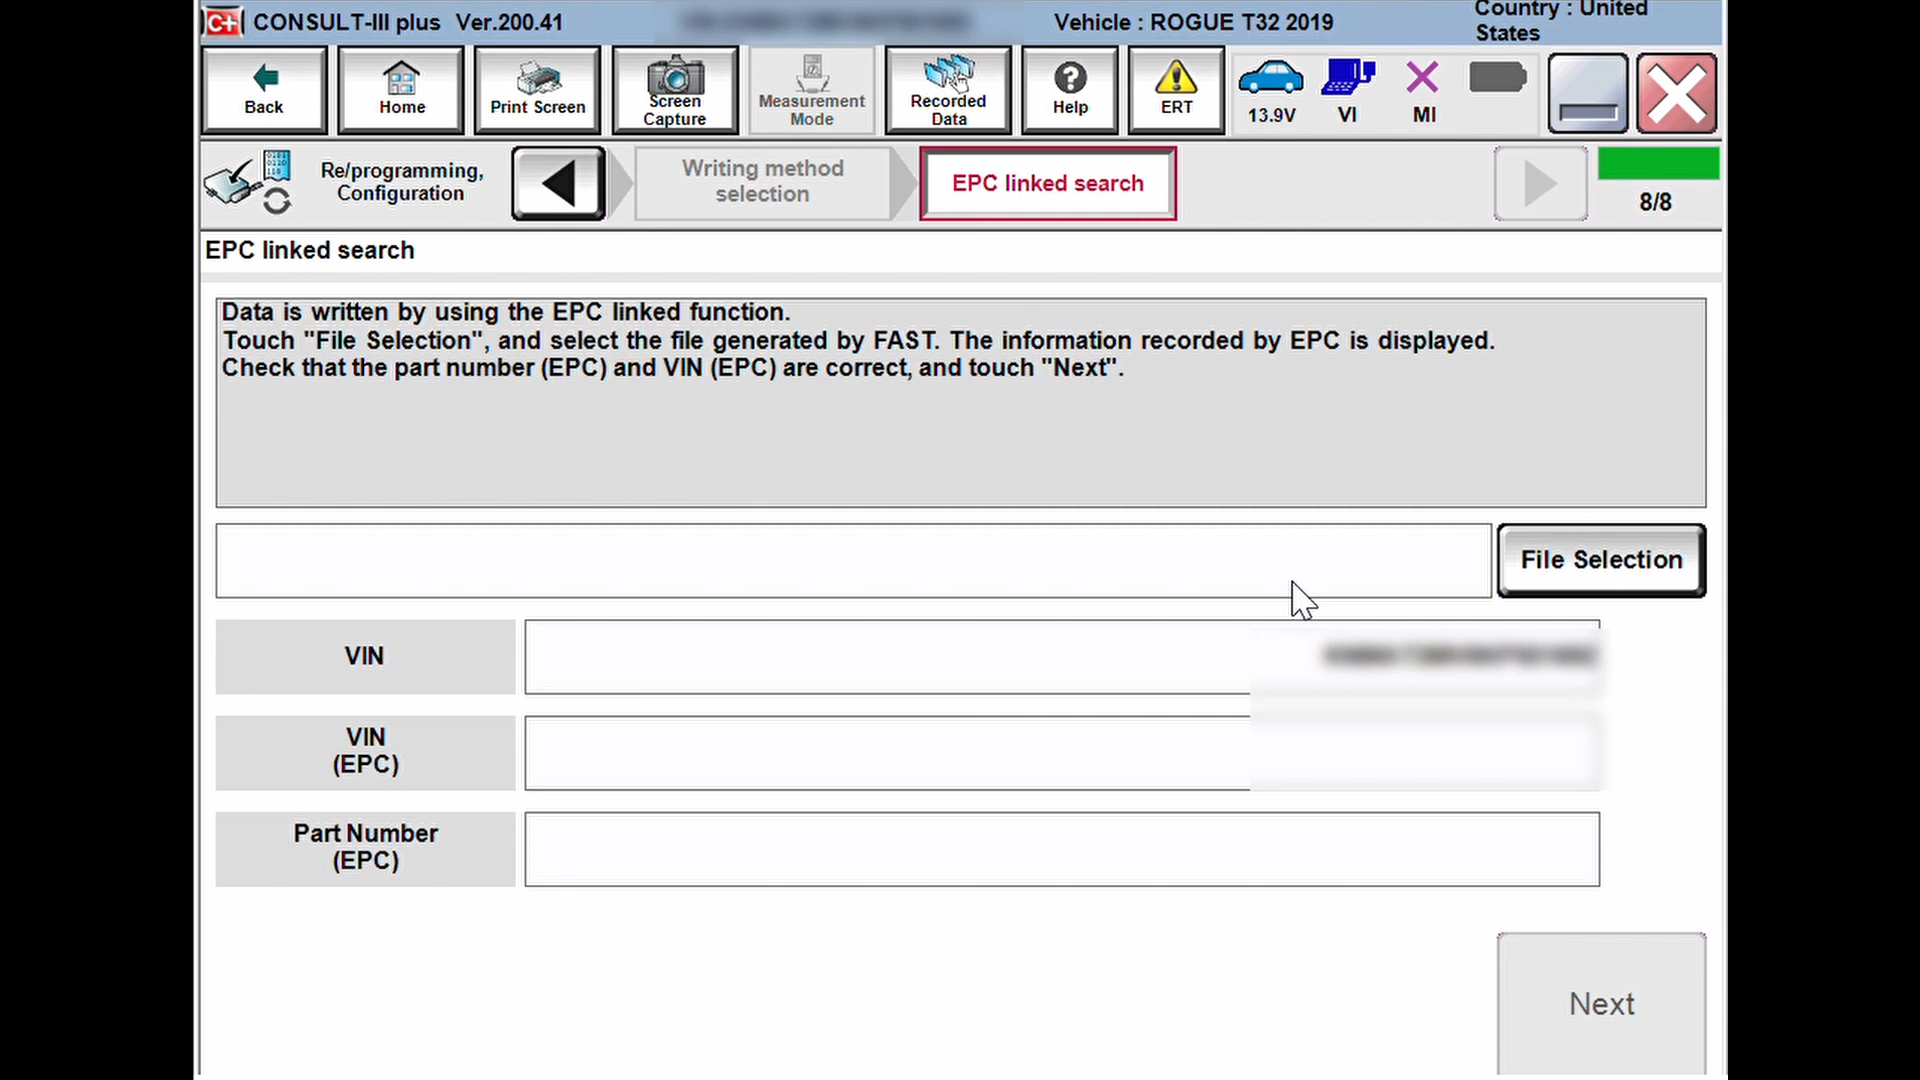 C+ CONSULT-III plus Ver.200.41
Vehicle : ROGUE T32 2019
Country : United
States
Back
Home
Print Screen
Screen
Capture
Measurement
Mode
Recorded
Data
Help
ERT
13.9V
VI
MI
Re/programming,
Configuration
Writing method
selection
EPC linked search
8/8
EPC linked search
Data is written by using the EPC linked function.
Touch "File Selection", and select the file generated by FAST. The information recorded by EPC is displayed.
Check that the part number (EPC) and VIN (EPC) are correct, and touch "Next".
File Selection
VIN
VIN
(EPC)
Part Number
(EPC)
Next